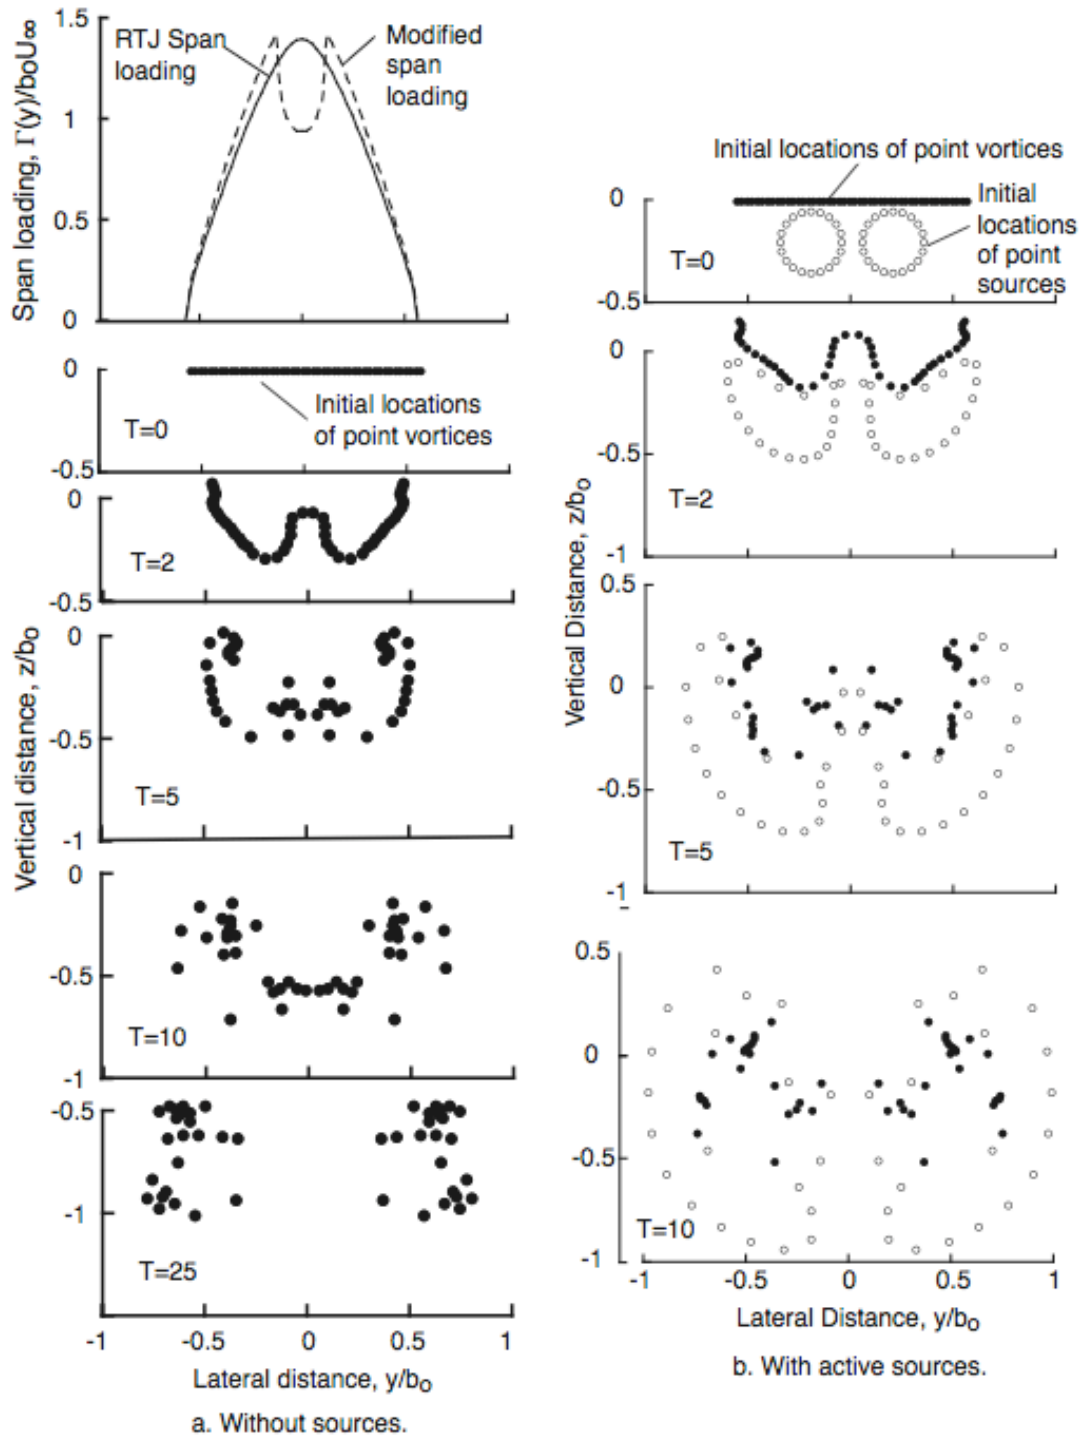 1.5
1
0.5
0
Span loading, Γ(y)/boU∞
RTJ Span
loading
Modified
span
loading
0
-0.5
T=0
Initial locations
of point vortices
0
-0.5
T=2
0
-0.5
-1
T=5
Vertical distance, z/bo
0
-0.5
-1
T=10
-0.5
-1
T=25
-1
-0.5
0
0.5
1
Lateral distance, y/bo
a. Without sources.
Initial locations of point vortices
Initial
locations
of point
sources
0
-0.5
T=0
0
-0.5
-1
T=2
Vertical Distance, z/bo
0.5
0
-0.5
-1
T=5
0.5
0
-0.5
-1
T=10
-1
-0.5
0
0.5
1
Lateral Distance, y/bo
b. With active sources.